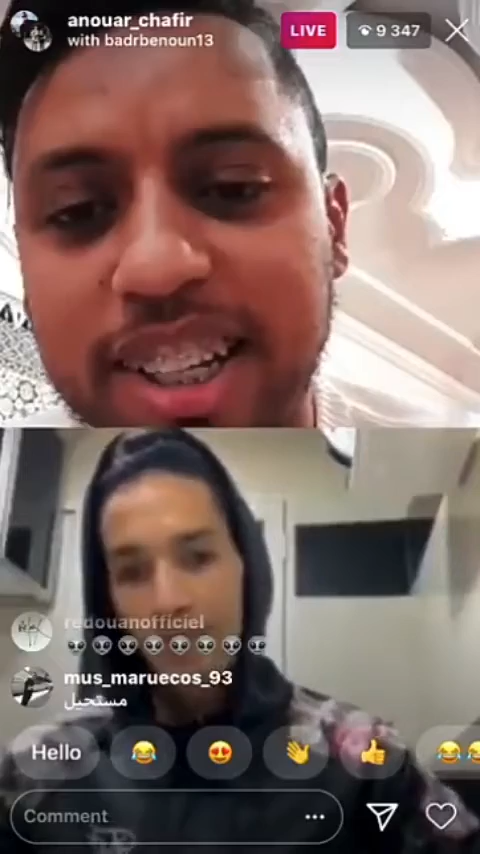 anouar_chafir
LIVE
9 347
with badrbenoun13
redouanofficiel
👽👽👽👽👽👽👽👽
mus_maruecos_93
مستحيل
Hello
Comment